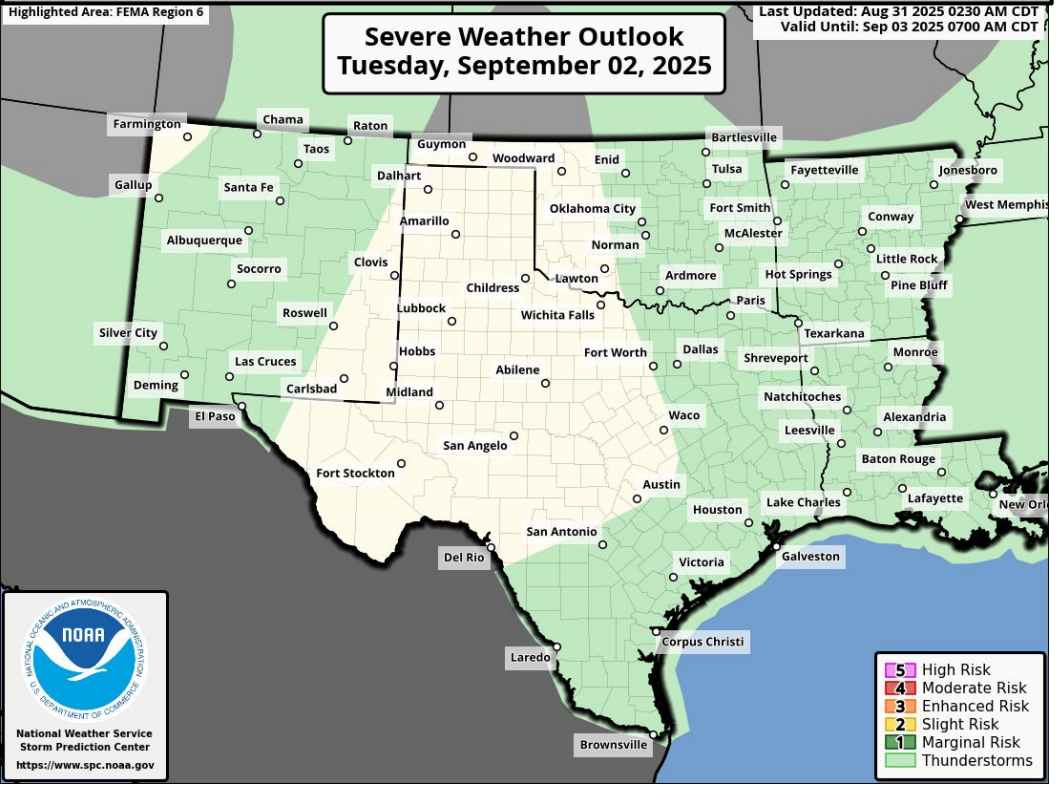 Highlighted Area: FEMA Region 6
Last Updated: Aug 31 2025 0230 AM CDT
Valid Until: Sep 03 2025 0700 AM CDT
Severe Weather Outlook
Tuesday, September 02, 2025
Farmington
Chama
Raton
Taos
Guymon
Woodward
Enid
Bartlesville
Tulsa
Fayetteville
Jonesboro
Gallup
Santa Fe
Dalhart
Oklahoma City
Fort Smith
West Memphis
Albuquerque
Amarillo
Norman
McAlester
Conway
Socorro
Clovis
Childress
Lawton
Ardmore
Hot Springs
Little Rock
Pine Bluff
Roswell
Lubbock
Wichita Falls
Paris
Texarkana
Silver City
Las Cruces
Hobbs
Abilene
Fort Worth
Dallas
Shreveport
Monroe
Deming
Carlsbad
Midland
Natchitoches
El Paso
San Angelo
Waco
Leesville
Alexandria
Fort Stockton
Austin
Baton Rouge
Houston
Lake Charles
Lafayette
New Orle
San Antonio
Del Rio
Victoria
Galveston
Laredo
Corpus Christi
Brownsville
NATIONAL OCEANIC AND ATMOSPHERIC ADMINISTRATION
NOAA
U.S. DEPARTMENT OF COMMERCE
National Weather Service
Storm Prediction Center
https://www.spc.noaa.gov
5 High Risk
4 Moderate Risk
3 Enhanced Risk
2 Slight Risk
1 Marginal Risk
Thunderstorms